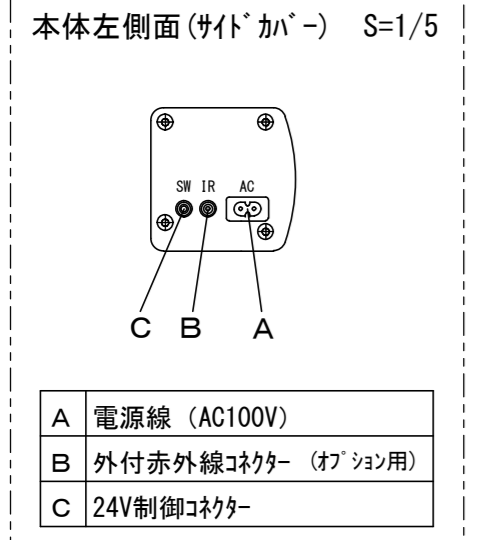 本体左側面(ｻｲﾄﾞｶﾊﾞｰ) S=1/5
SW IR AC
C B A
A 電源線 (AC100V)
B 外付赤外線ｺﾈｸﾀｰ (ｵﾌﾟｼｮﾝ用)
C 24V制御ｺﾈｸﾀｰ